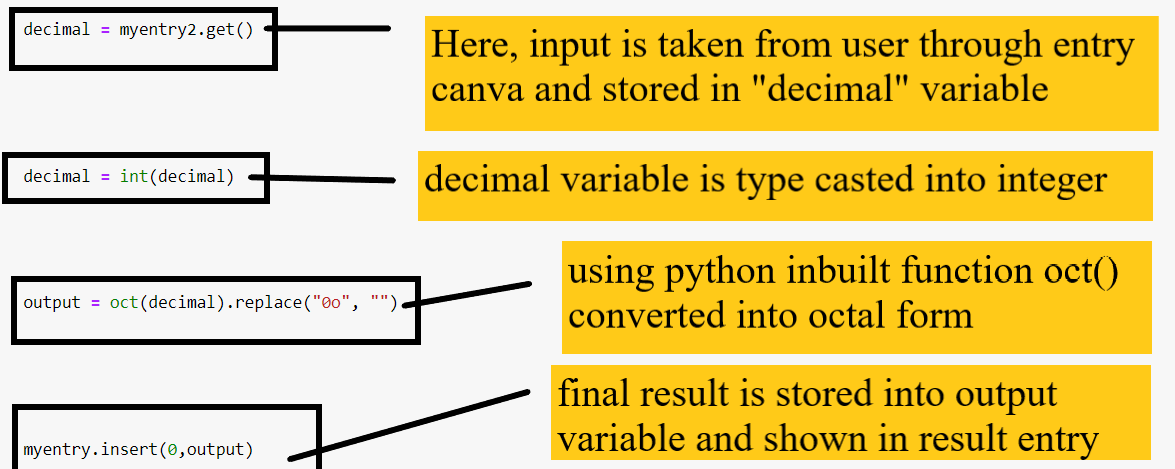 decimal = myentry2.get()
Here, input is taken from user through entry
canva and stored in "decimal" variable
decimal = int(decimal)
decimal variable is type casted into integer
output = oct(decimal).replace("0o", "")
using python inbuilt function oct()
converted into octal form
myentry.insert(0,output)
final result is stored into output
variable and shown in result entry